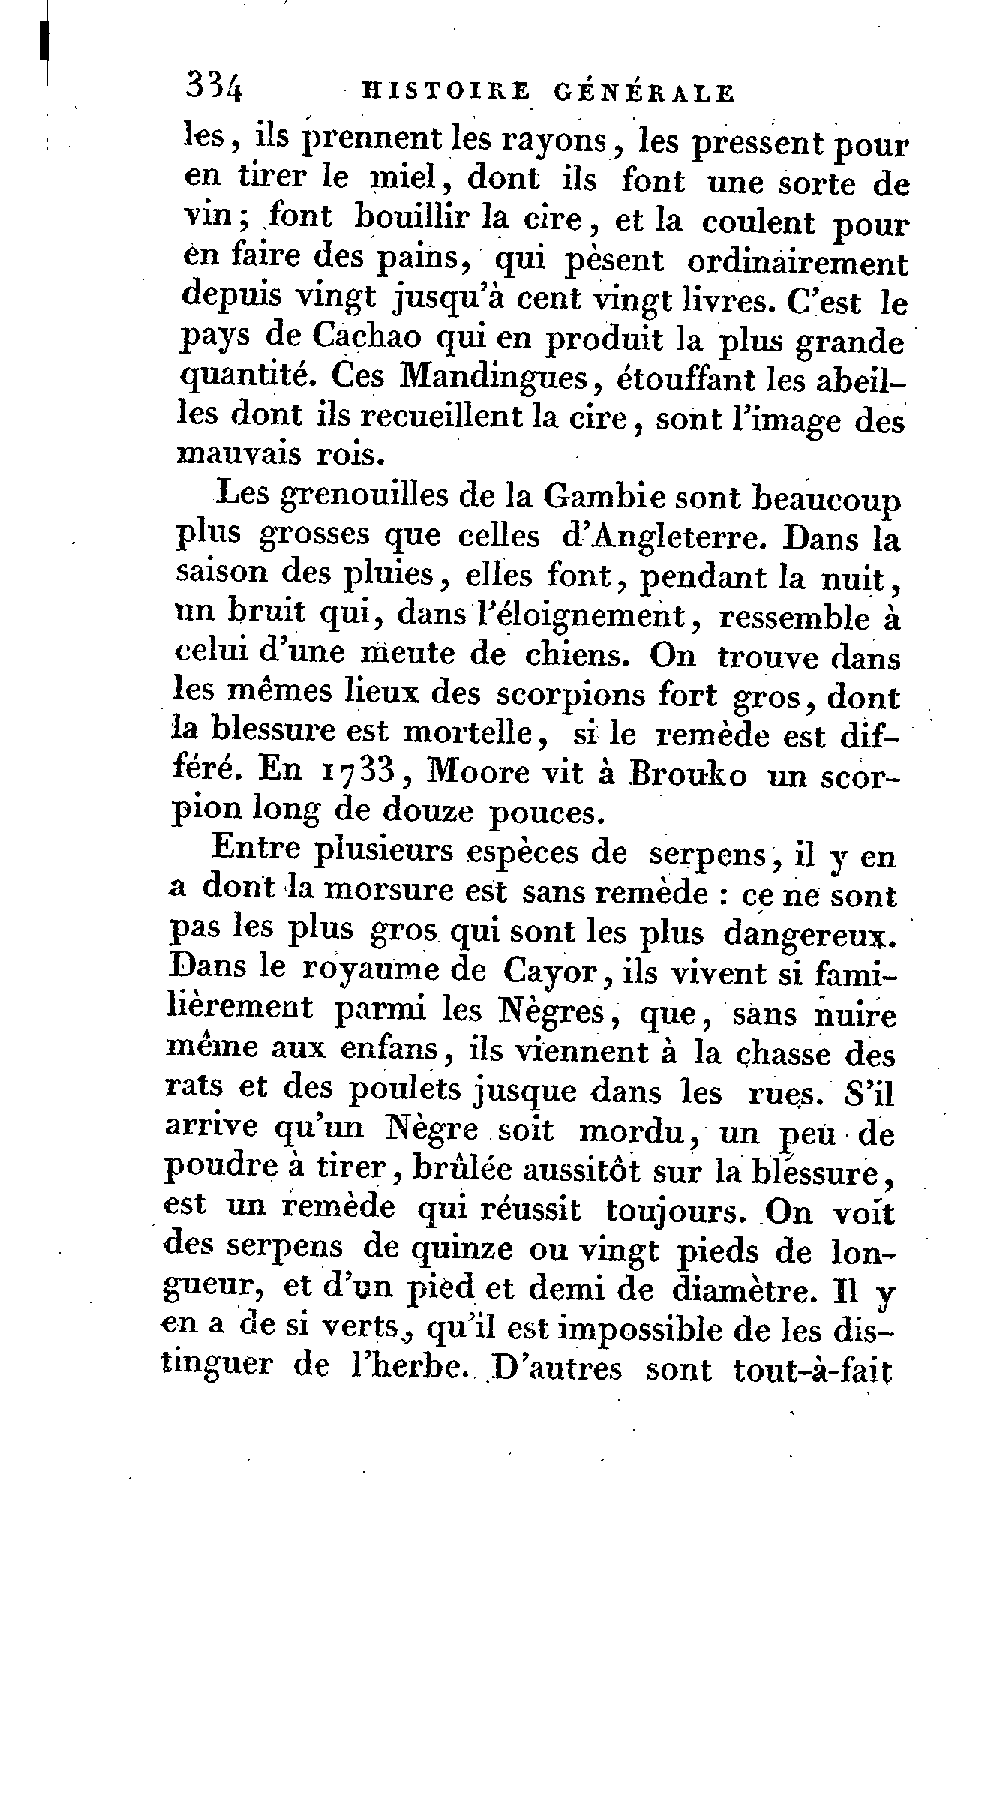 334 HISTOIRE GÉNÉRALE
les, ils prennent les rayons, les pressent pour
en tirer le miel, dont ils font une sorte de
vin; font bouillir la cire, et la coulent pour
en faire des pains, qui pèsent ordinairement
depuis vingt jusqu'à cent vingt livres. C'est le
pays de Cachao qui en produit la plus grande
quantité. Ces Mandingues, étouffant les abeil-
les dont ils recueillent la cire, sont l'image des
mauvais rois.
Les grenouilles de la Gambie sont beaucoup
plus grosses que celles d'Angleterre. Dans la
saison des pluies, elles font, pendant la nuit,
un bruit qui, dans l'éloignement, ressemble à
celui d'une meute de chiens. On trouve dans
les mêmes lieux des scorpions fort gros, dont
la blessure est mortelle, si le remède est dif-
féré. En 1733, Moore vit à Brouko un scor-
pion long de douze pouces.
Entre plusieurs espèces de serpens, il y en
a dont la morsure est sans remède : ce ne sont
pas les plus gros qui sont les plus dangereux.
Dans le royaume de Cayor, ils vivent si fami-
lièrement parmi les Nègres, que, sans nuire
même aux enfans, ils viennent à la chasse des
rats et des poulets jusque dans les rues. S'il
arrive qu'un Nègre soit mordu, un peu de
poudre à tirer, brûlée aussitôt sur la blessure,
est un remède qui réussit toujours. On voit
des serpens de quinze ou vingt pieds de lon-
gueur, et d'un pied et demi de diamètre. Il y
en a de si verts, qu'il est impossible de les dis-
tinguer de l'herbe. D'autres sont tout-à-fait